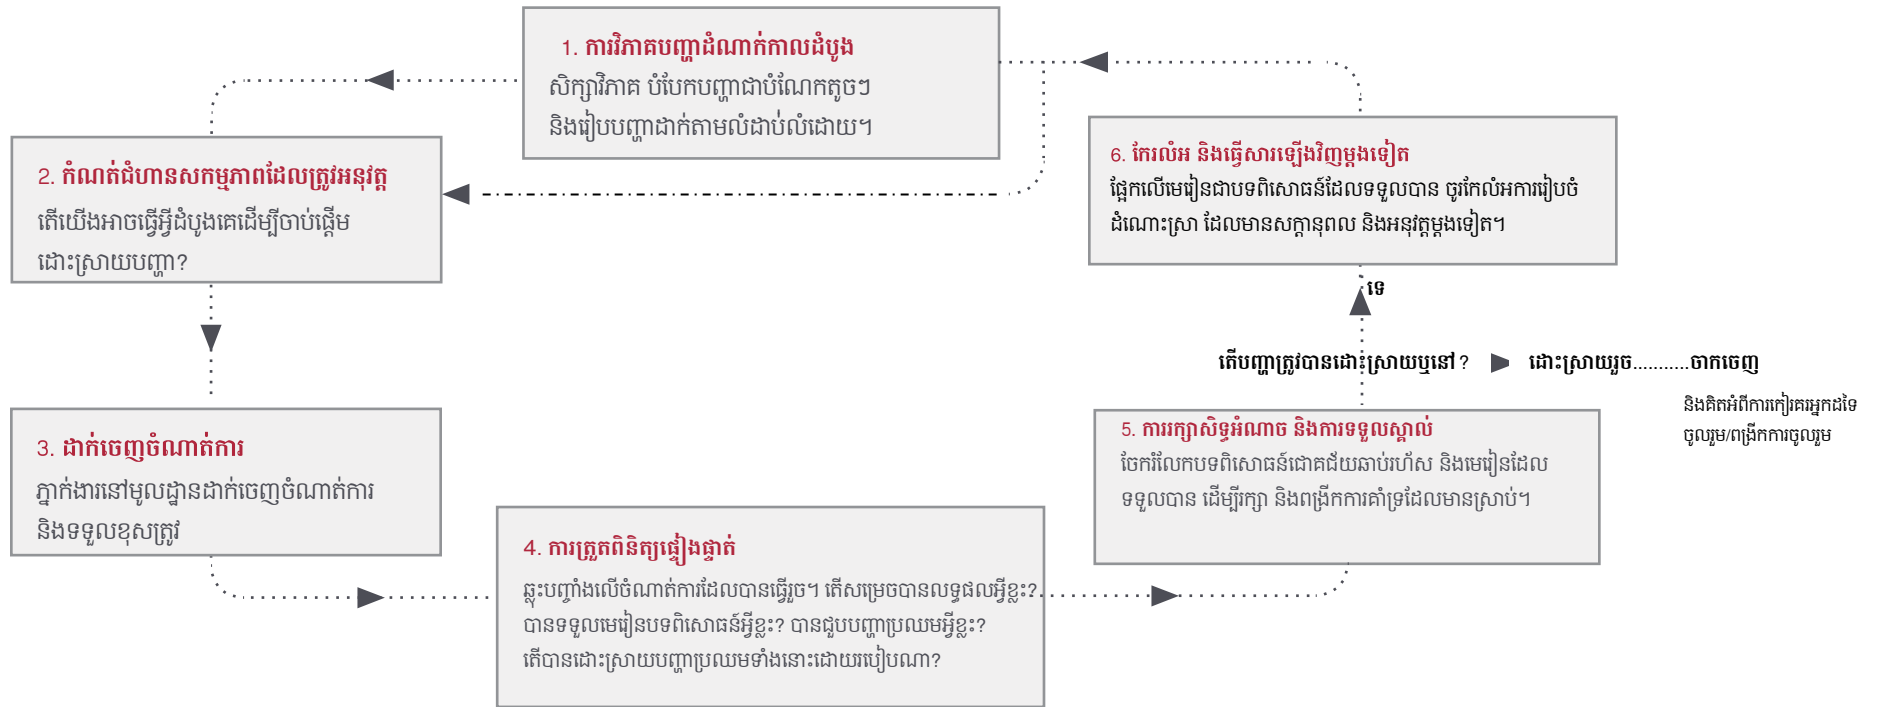 1. ការវិភាគបញ្ហាដំណាក់កាលដំបូង
សិក្សាវិភាគ បំបែកបញ្ហាជាបំណែកតូចៗ
និងរៀបបញ្ហាដាក់តាមលំដាប់លំដោយ។
2. កំណត់ជំហានសកម្មភាពដែលត្រូវអនុវត្ត
តើយើងអាចធ្វើអ្វីដំបូងគេដើម្បីចាប់ផ្ដើម
ដោះស្រាយបញ្ហា?
3. ដាក់ចេញចំណាត់ការ
ភ្នាក់ងារនៅមូលដ្ឋានដាក់ចេញចំណាត់ការ
និងទទួលខុសត្រូវ
4. ការត្រួតពិនិត្យផ្ទៀងផ្ទាត់
ឆ្លុះបញ្ចាំងលើចំណាត់ការដែលបានធ្វើរួច។ តើសម្រេចបានលទ្ធផលអ្វីខ្លះ?
បានទទួលមេរៀនបទពិសោធន៍អ្វីខ្លះ? បានជួបបញ្ហាប្រឈមអ្វីខ្លះ?
តើបានដោះស្រាយបញ្ហាប្រឈមទាំងនោះដោយរបៀបណា?
5. ការរក្សាសិទ្ធអំណាច និងការទទួលស្គាល់
ចែករំលែកបទពិសោធន៍ជោគជ័យឆាប់រហ័ស និងមេរៀនដែល
ទទួលបាន ដើម្បីរក្សា និងពង្រីកការគាំទ្រដែលមានស្រាប់។
តើបញ្ហាត្រូវបានដោះស្រាយឬនៅ?
ដោះស្រាយរួច...........ចាកចេញ
និងគិតអំពីការកៀរគរអ្នកដទៃ
ចូលរួម/ពង្រីកការចូលរួម
ទេ
6. កែរលំអ និងធ្វើសារឡើងវិញម្ដងទៀត
ផ្អែកលើមេរៀនជាបទពិសោធន៍ដែលទទួលបាន ចូរកែលំអការរៀបចំ
ដំណោះស្រា ដែលមានសក្ដានុពល និងអនុវត្តម្ដងទៀត។